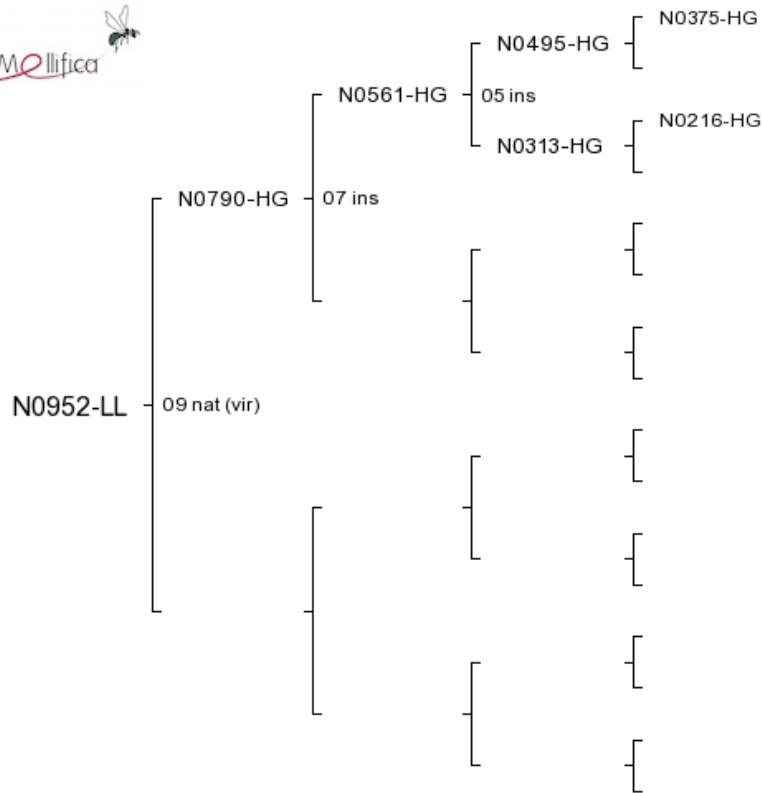 Mellifica
N0375-HG
N0495-HG
N0561-HG
05 ins
N0216-HG
N0313-HG
N0790-HG
07 ins
N0952-LL
09 nat (vir)